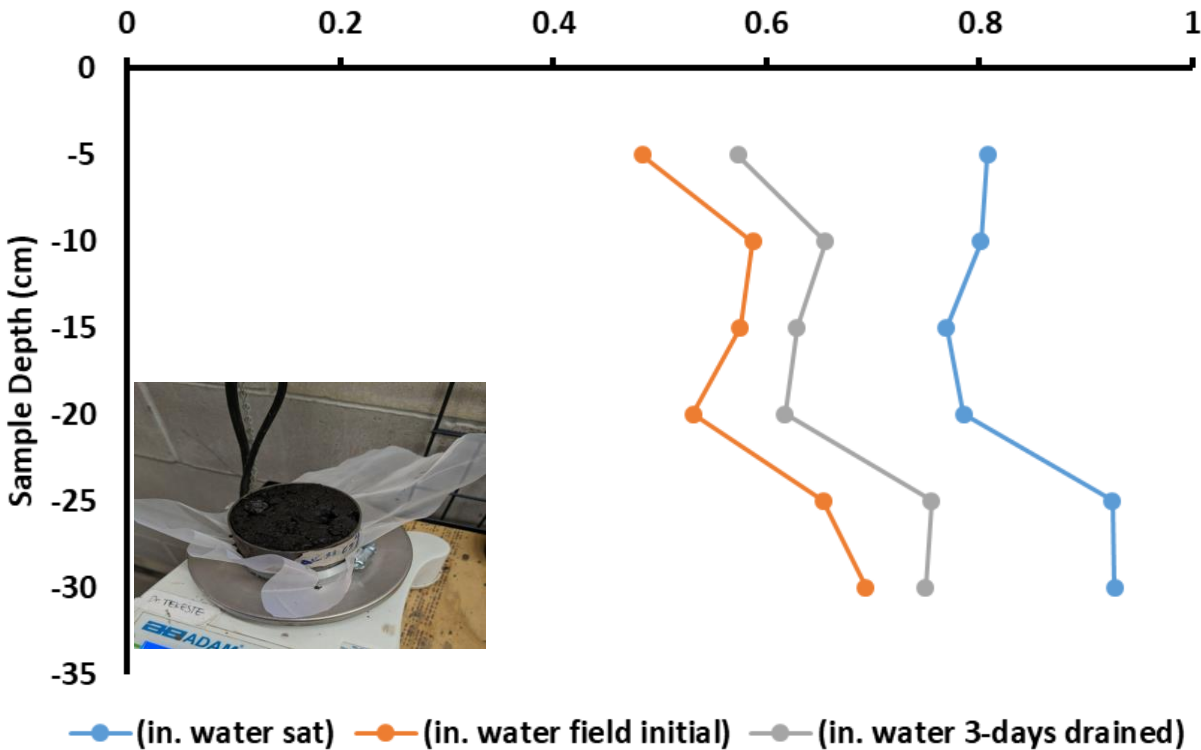 0 0.2 0.4 0.6 0.8 1
0
-5
-10
-15
-20
-25
-30
-35
Sample Depth (cm)
TELESTE
ADAM
(in. water sat) (in. water field initial) (in. water 3-days drained)